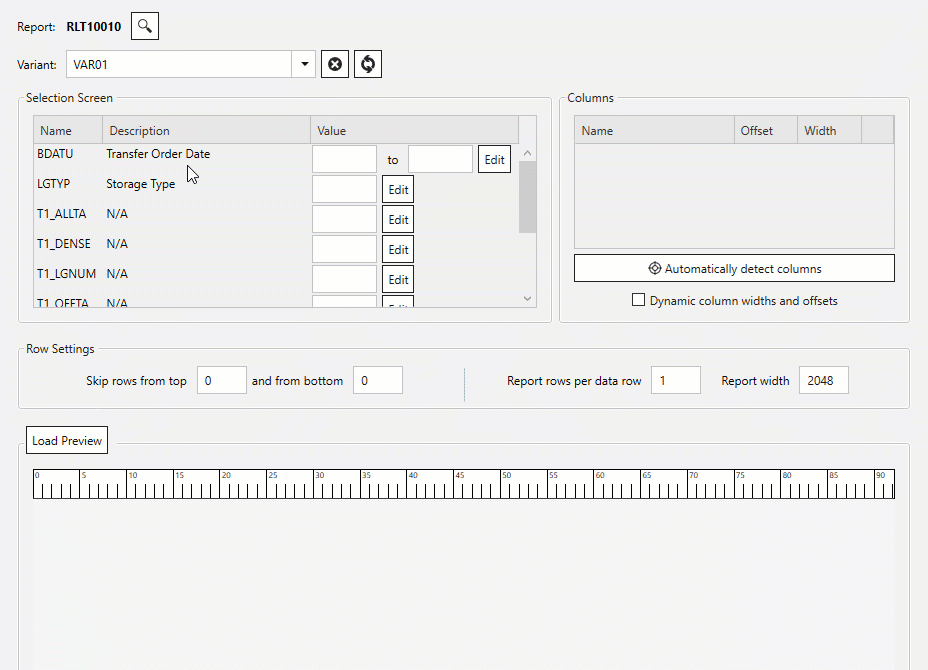 Report: RLT10010
Variant: VAR01
Selection Screen
Name Description Value
BDATU Transfer Order Date to Edit
LGTYP Storage Type Edit
T1_ALLTA N/A Edit
T1_DENSE N/A Edit
T1_LGNUM N/A Edit
T1_OFFTA N/A Edit
Columns
Name Offset Width
Automatically detect columns
Dynamic column widths and offsets
Row Settings
Skip rows from top 0 and from bottom 0 Report rows per data row 1 Report width 2048
Load Preview
0 5 10 15 20 25 30 35 40 45 50 55 60 65 70 75 80 85 90